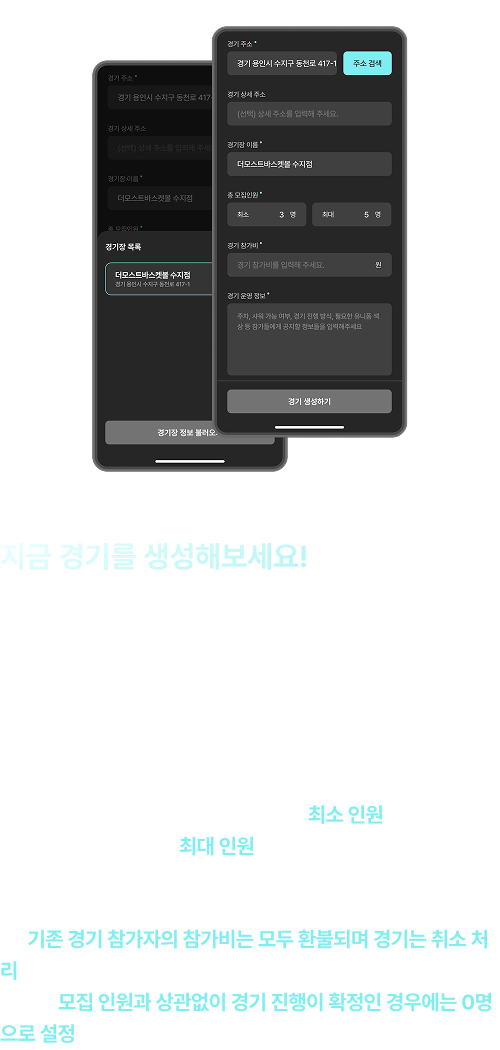 경기 주소 *
경기 용인시 수지구 동천로 417-
경기 상세 주소
(선택) 상세 주소를 입력해 주세
경기장 이름 *
더모스트바스켓볼 수지점
총 모집인원 *
경기장 목록
더모스트바스켓볼 수지점
경기 용인시 수지구 동천로 417-1
경기장 정보 불러오
경기 주소 *
경기 용인시 수지구 동천로 417-1
주소 검색
경기 상세 주소
(선택) 상세 주소를 입력해 주세요.
경기장 이름 *
더모스트바스켓볼 수지점
총 모집인원 *
최소 3 명 최대 5 명
경기 참가비 *
경기 참가비를 입력해 주세요. 원
경기 운영 정보 *
주차, 샤워 가능 여부, 경기 진행 방식, 필요한 유니폼 색
상 등 참가들에게 공지할 정보들을 입력해주세요
경기 생성하기
지금 경기를 생성해보세요!
최소 인원
최대 인원
기존 경기 참가자의 참가비는 모두 환불되며 경기는 취소 처
리
모집 인원과 상관없이 경기 진행이 확정인 경우에는 0명
으로 설정